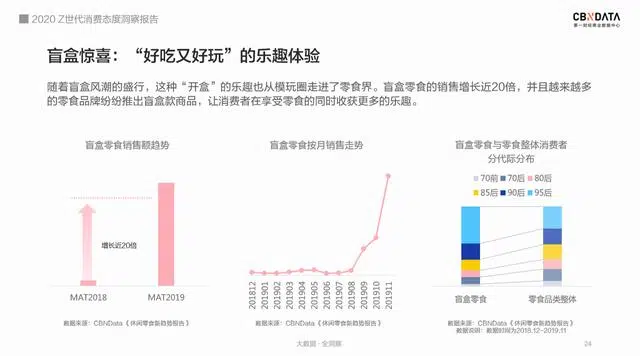 2020 Z世代消费态度洞察报告
CBNDATA
第一财经商业数据中心
盲盒惊喜：“好吃又好玩”的乐趣体验
随着盲盒风潮的盛行，这种“开盒”的乐趣也从模玩圈走进了零食界。盲盒零食的销售增长近20倍，并且越来越多
的零食品牌纷纷推出盲盒款商品，让消费者在享受零食的同时收获更多的乐趣。
盲盒零食销售额趋势
增长近20倍
MAT2018 MAT2019
数据来源：CBNData《休闲零食新趋势报告》
盲盒零食按月销售走势
201812 201901 201902 201903 201904 201905 201906 201907 201908 201909 201910 201911
数据来源：CBNData《休闲零食新趋势报告》
盲盒零食与零食整体消费者
分代际分布
70前 70后 80后
85后 90后 95后
盲盒零食 零食品类整体
数据来源：CBNData《休闲零食新趋势报告》
数据说明：数据时间为2018.12-2019.11
大数据·全洞察
24